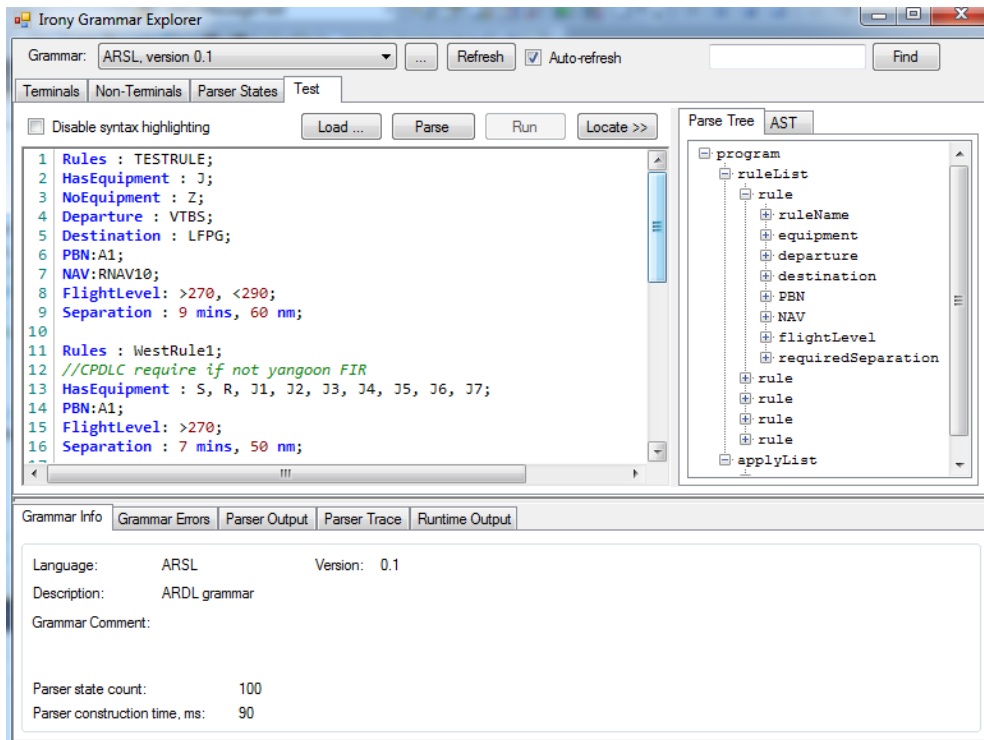 Irony Grammar Explorer
Grammar: ARSL, version 0.1 ... Refresh Auto-refresh Find
Terminals Non-Terminals Parser States Test
Disable syntax highlighting Load ... Parse Run Locate >>
1 Rules : TESTRULE;
2 HasEquipment : J;
3 NoEquipment : Z;
4 Departure : VTBS;
5 Destination : LFPG;
6 PBN:A1;
7 NAV:RNAV10;
8 FlightLevel: >270, <290;
9 Separation : 9 mins, 60 nm;
10
11 Rules : WestRule1;
12 //CPDLC require if not yangoon FIR
13 HasEquipment : S, R, J1, J2, J3, J4, J5, J6, J7;
14 PBN:A1;
15 FlightLevel: >270;
16 Separation : 7 mins, 50 nm;
Parse Tree AST
program
ruleList
rule
ruleName
equipment
departure
destination
PBN
NAV
flightLevel
requiredSeparation
rule
rule
rule
rule
applyList
Grammar Info Grammar Errors Parser Output Parser Trace Runtime Output
Language: ARSL Version: 0.1
Description: ARDL grammar
Grammar Comment:
Parser state count: 100
Parser construction time, ms: 90